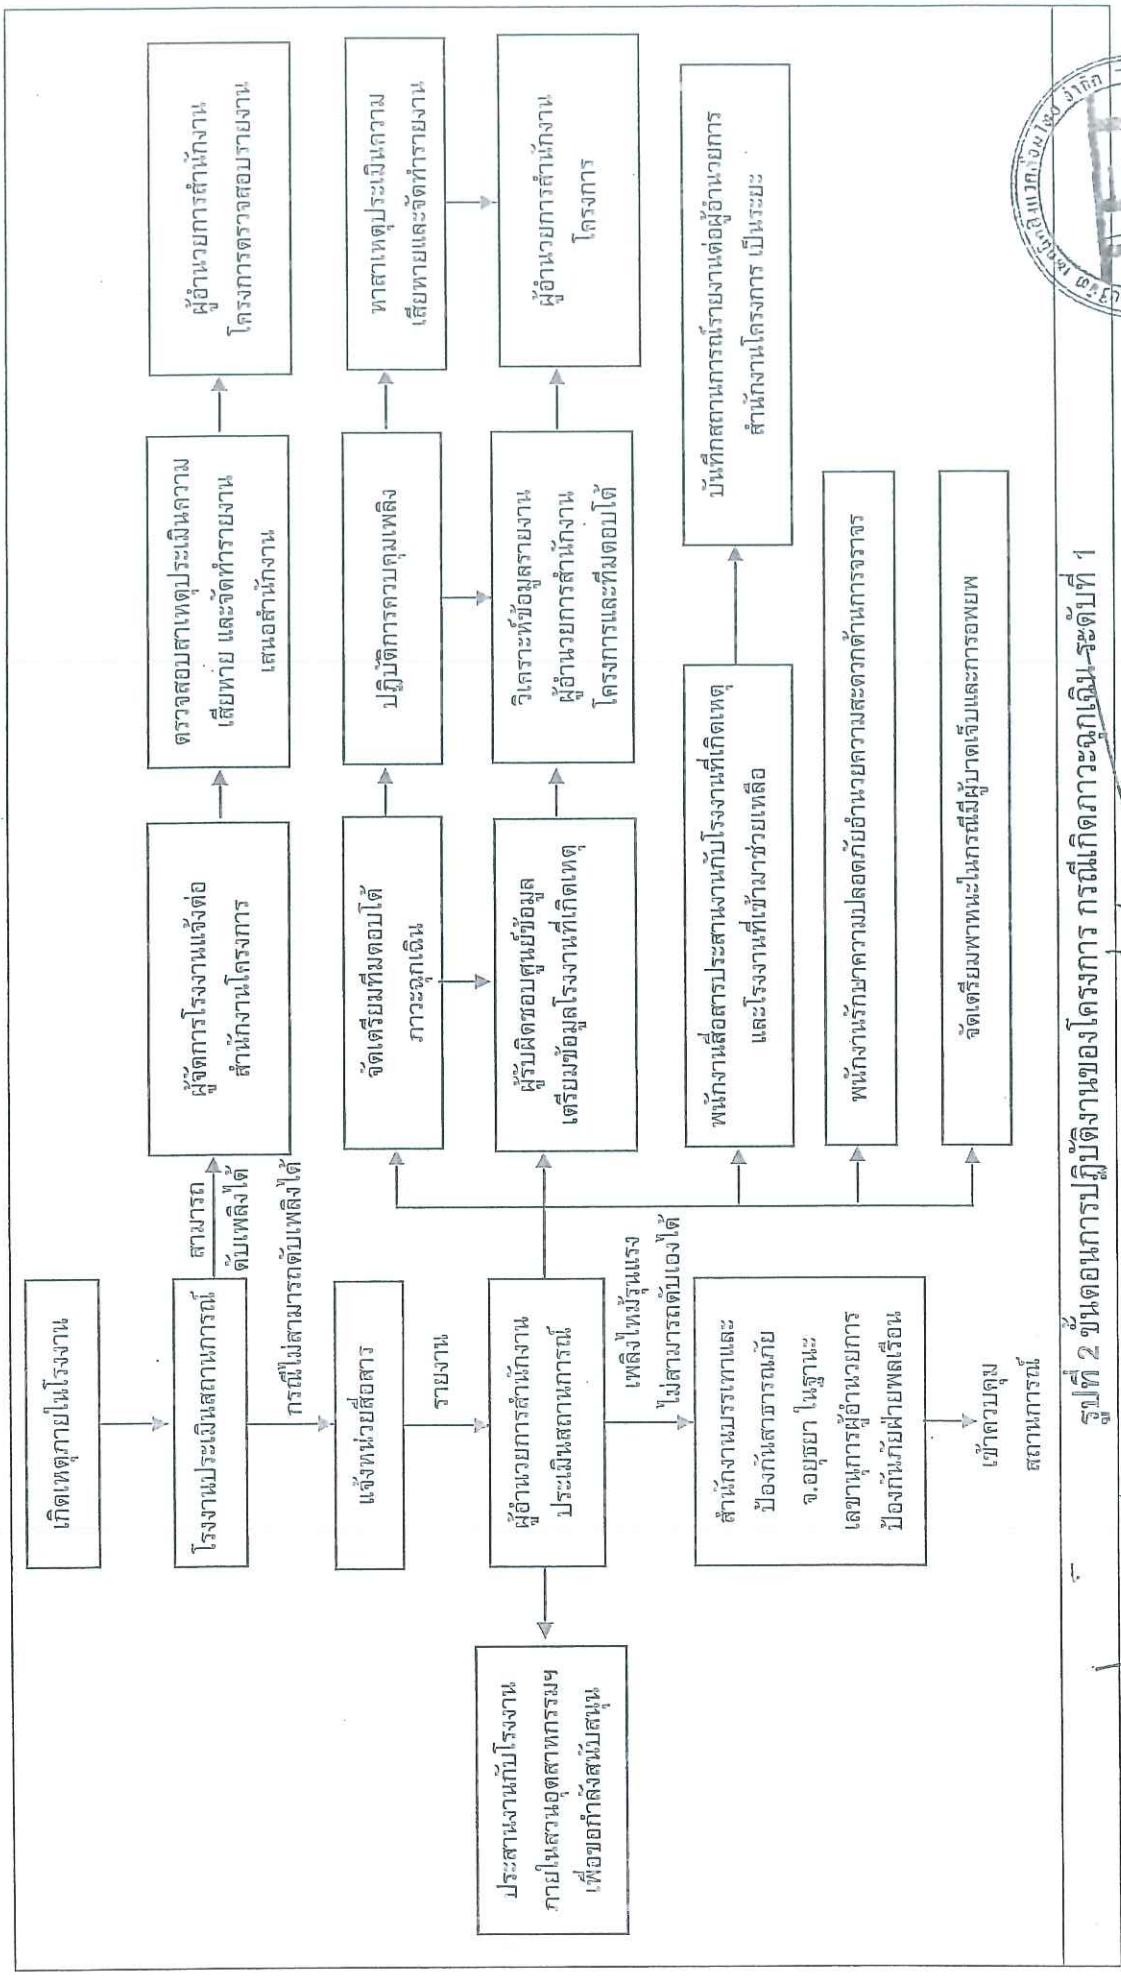 เกิดเหตุภายในโรงงาน
โรงงานประเมินสถานการณ์
สามารถ
ดับเพลิงได้
ผู้จัดการโรงงานแจ้งต่อ
สำนักงานโครงการ
ตรวจสอบสาเหตุประเมินความ
เสียหาย และจัดทำรายงาน
เสนอสำนักงาน
ผู้อำนวยการสำนักงาน
โครงการตรวจสอบรายงาน
กรณีไม่สามารถดับเพลิงได้
แจ้งหน่วยสื่อสาร
รายงาน
จัดเตรียมทีมตอบโต้
ภาวะฉุกเฉิน
ปฏิบัติการควบคุมเพลิง
หาสาเหตุประเมินความ
เสียหายและจัดทำรายงาน
ประสานงานกับโรงงาน
ภายในสวนอุตสาหกรรมฯ
เพื่อขอกำลังสนับสนุน
ผู้อำนวยการสำนักงาน
ประเมินสถานการณ์
ผู้รับผิดชอบศูนย์ข้อมูล
เตรียมข้อมูลโรงงานที่เกิดเหตุ
วิเคราะห์ข้อมูลรายงาน
ผู้อำนวยการสำนักงาน
โครงการและทีมตอบโต้
ผู้อำนวยการสำนักงาน
โครงการ
เพลิงไหม้รุนแรง
ไม่สามารถดับเองได้
สำนักงานบรรเทาและ
ป้องกันสาธารณภัย
จ.อยุธยา ในฐานะ
เลขานุการผู้อำนวยการ
ป้องกันภัยฝ่ายพลเรือน
พนักงานสื่อสารประสานงานกับโรงงานที่เกิดเหตุ
และโรงงานที่เข้ามาช่วยเหลือ
บันทึกสถานการณ์รายงานต่อผู้อำนวยการ
สำนักงานโครงการ เป็นระยะ
พนักงานรักษาความปลอดภัยอำนวยความสะดวกด้านการจราจร
จัดเตรียมพาหนะในกรณีมีผู้บาดเจ็บและการอพยพ
เข้าควบคุม
สถานการณ์
รูปที่ 2 ขั้นตอนการปฏิบัติงานของโครงการ กรณีเกิดภาวะฉุกเฉิน ระดับที่ 1